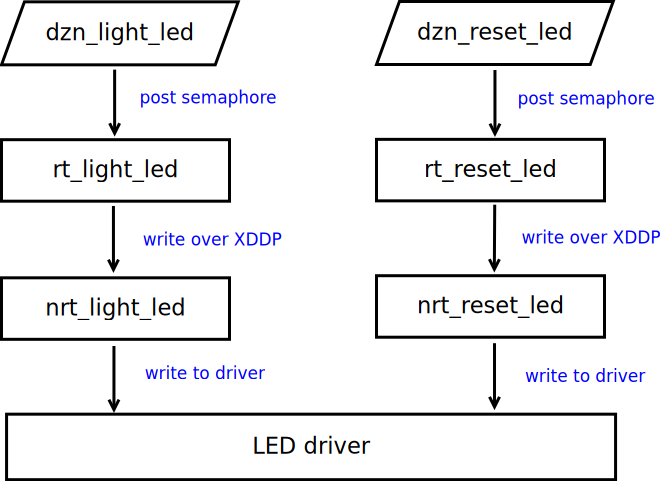 dzn_light_led
dzn_reset_led
post semaphore
post semaphore
rt_light_led
rt_reset_led
write over XDDP
write over XDDP
nrt_light_led
nrt_reset_led
write to driver
write to driver
LED driver